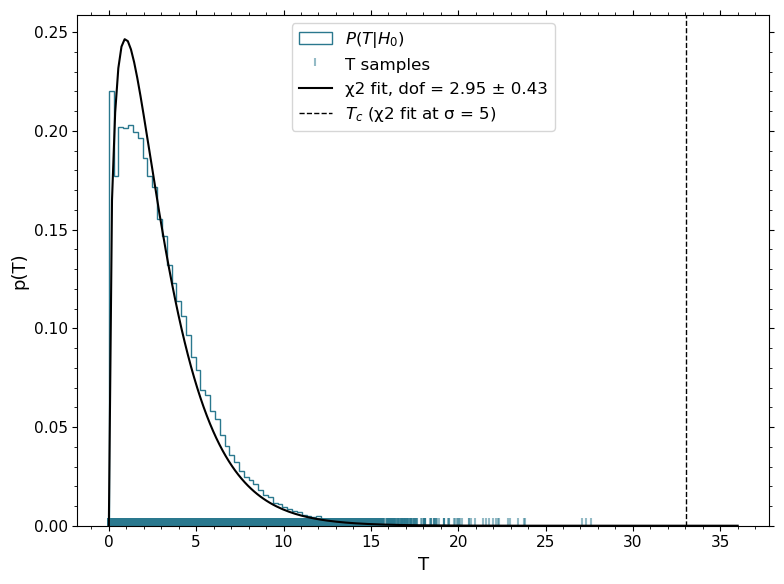 P(T|H₀)
T samples
χ2 fit, dof = 2.95 ± 0.43
T_c (χ2 fit at σ = 5)
p(T)
0.25
0.20
0.15
0.10
0.05
0.00
0 5 10 15 20 25 30 35
T